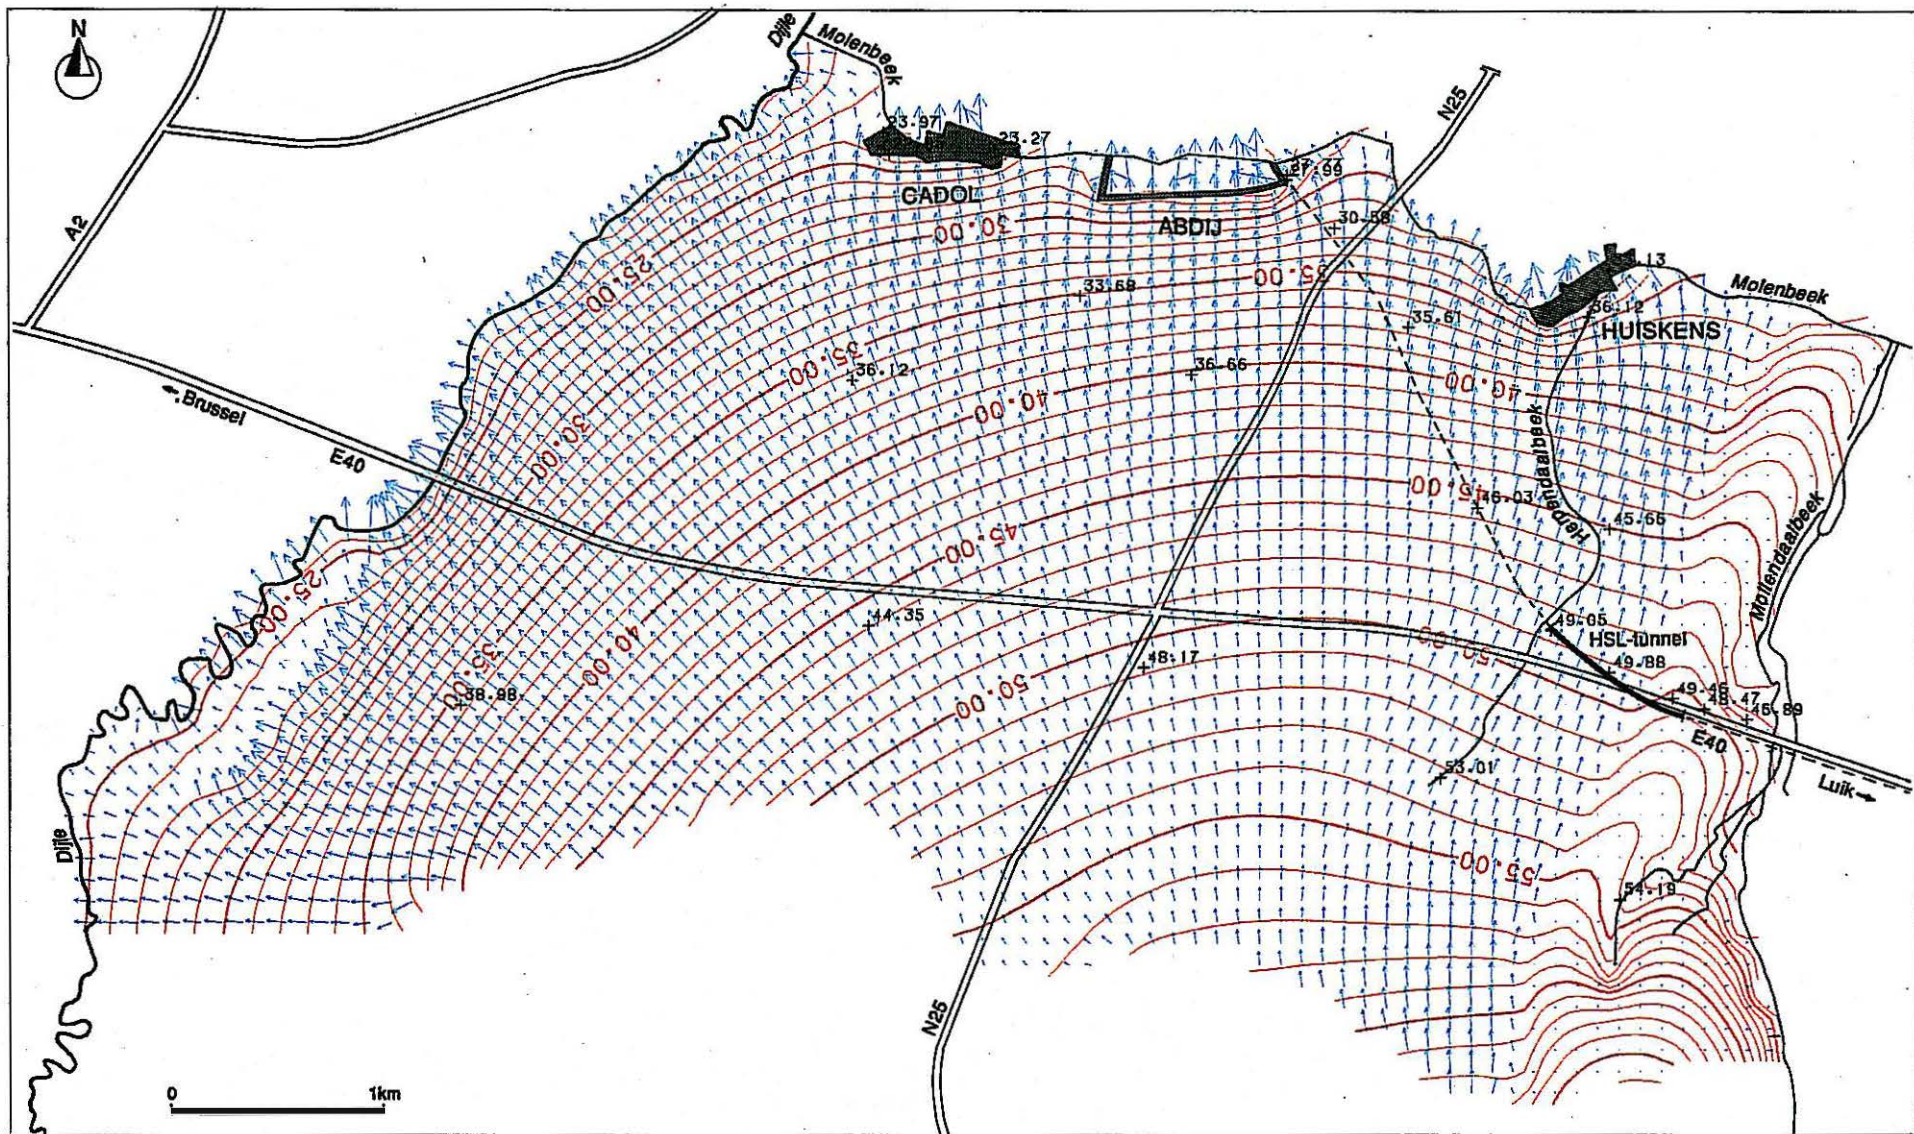 N
Dijle
Molenbeek
N25
23.97
23.27
CADOL
27.99
ABDIJ
30.58
30.00
A2
25.00
35.00
33.68
.13
Molenbeek
36.12
HUISKENS
35.61
35.00
36.12
36.66
40.00
40.00
Brussel
E40
30.00
Herpendaalbeek
45.00
46.03
45.66
45.00
Mollendaalbeek
25.00
44.35
49.05
HSL-tunnel
40.00
50.00
48.17
49.88
35.00
38.98
50.00
49.46
48.47
46.89
E40
53.01
Luik
Dijle
55.00
54.19
N25
0
1km